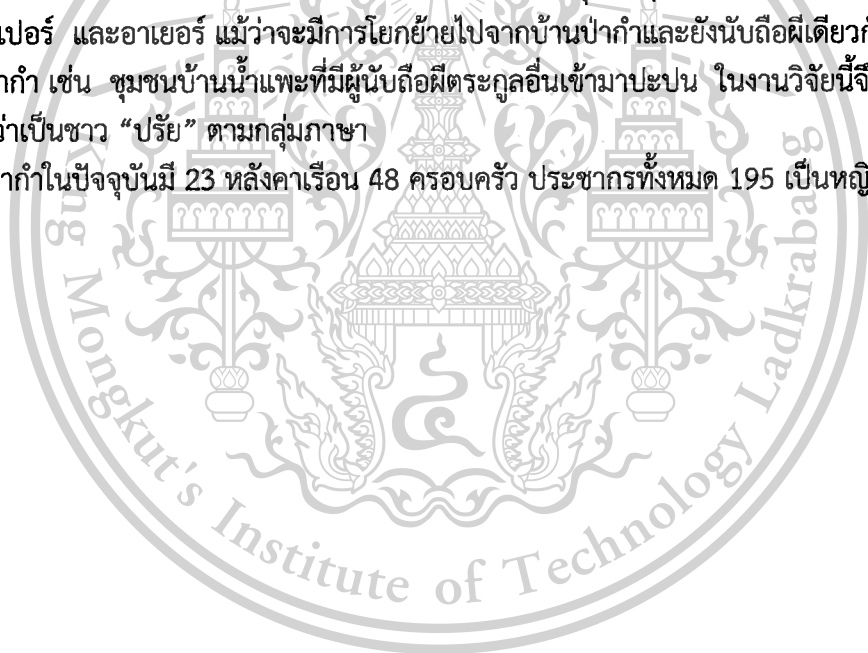 เปอร์ และอาเยอร์ แม้ว่าจะมีการโยกย้ายไปจากบ้านป่ากำและยังนับถือผีเดียวกั
ากำ เช่น ชุมชนบ้านน้ำแพะที่มีผู้นับถือผีตระกูลอื่นเข้ามาปะปน ในงานวิจัยนี้จึ
ว่าเป็นชาว “ปรัย” ตามกลุ่มภาษา
ากำในปัจจุบันมี 23 หลังคาเรือน 48 ครอบครัว ประชากรทั้งหมด 195 เป็นหญิ
Mongkut's Institute of Technology Ladkrabang